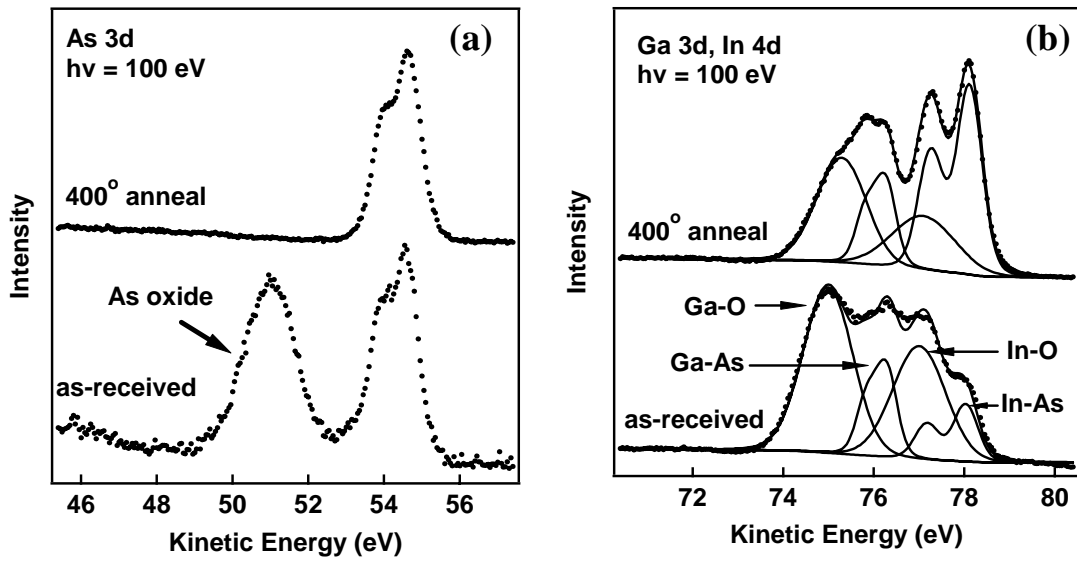 As 3d
hν = 100 eV
(a)
400° anneal
As oxide
as-received
Intensity
46 48 50 52 54 56
Kinetic Energy (eV)
Ga 3d, In 4d
hν = 100 eV
(b)
400° anneal
Ga-O
Ga-As
In-O
In-As
as-received
Intensity
72 74 76 78 80
Kinetic Energy (eV)